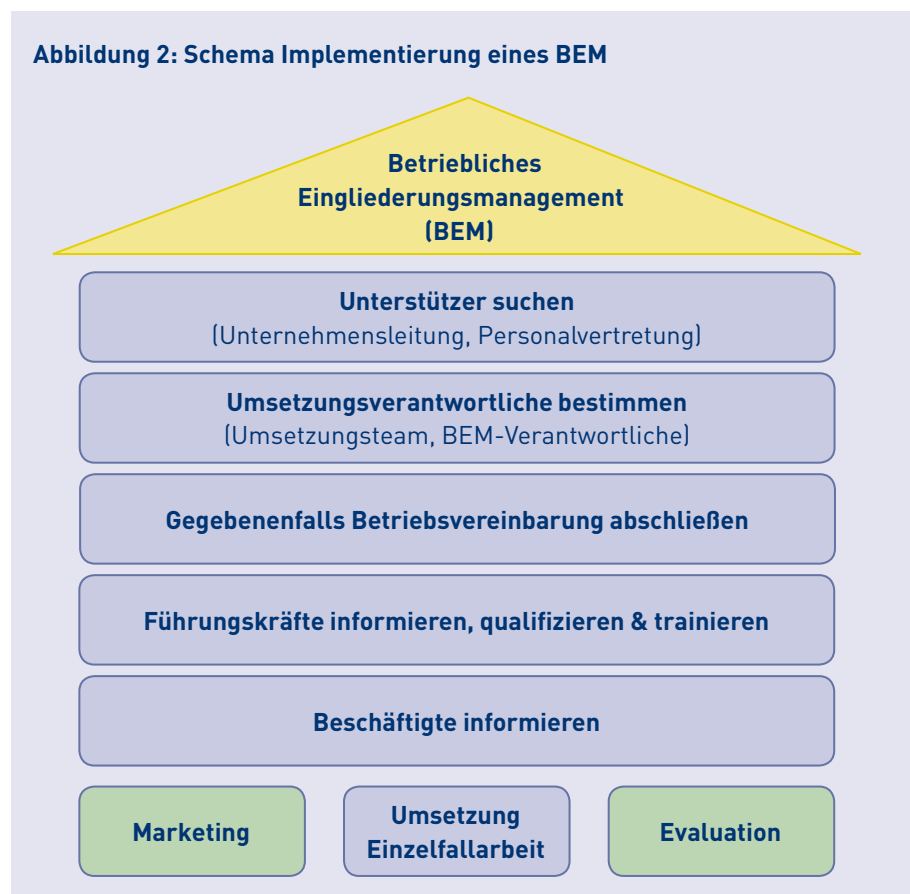 Abbildung 2: Schema Implementierung eines BEM
Betriebliches
Eingliederungsmanagement
(BEM)
Unterstützer suchen
(Unternehmensleitung, Personalvertretung)
Umsetzungsverantwortliche bestimmen
(Umsetzungsteam, BEM-Verantwortliche)
Gegebenenfalls Betriebsvereinbarung abschließen
Führungskräfte informieren, qualifizieren & trainieren
Beschäftigte informieren
Marketing
Umsetzung
Einzelfallarbeit
Evaluation